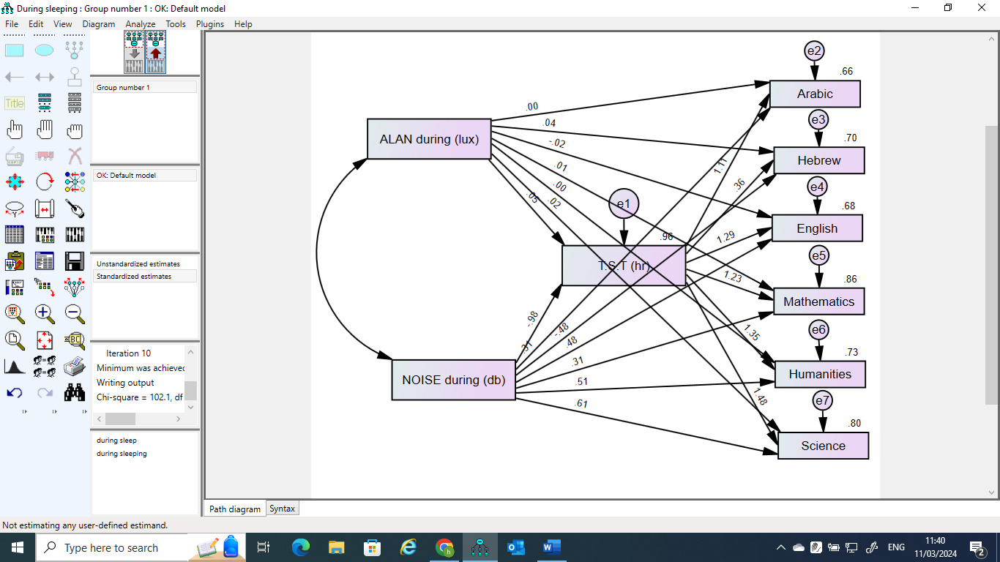 During sleeping : Group number 1 : OK: Default model
File Edit View Diagram Analyze Tools Plugins Help
Title
Group number 1
OK: Default model
Unstandardized estimates
Standardized estimates
Iteration 10
Minimum was achieved
Writing output
Chi-square = 102.1, df
during sleep
during sleeping
ALAN during (lux)
NOISE during (db)
T.S.T (hr)
e1
.96
e2
.66
Arabic
e3
.70
Hebrew
e4
.68
English
e5
.86
Mathematics
e6
.73
Humanities
e7
.80
Science
.00
.04
-.02
.01
.00
.02
.05
-.98
.31
-.48
.48
.31
.51
.61
1.11
.36
1.29
1.23
1.35
1.48
Path diagram
Syntax
Not estimating any user-defined estimand.
Type here to search
ENG
11:40
11/03/2024
2